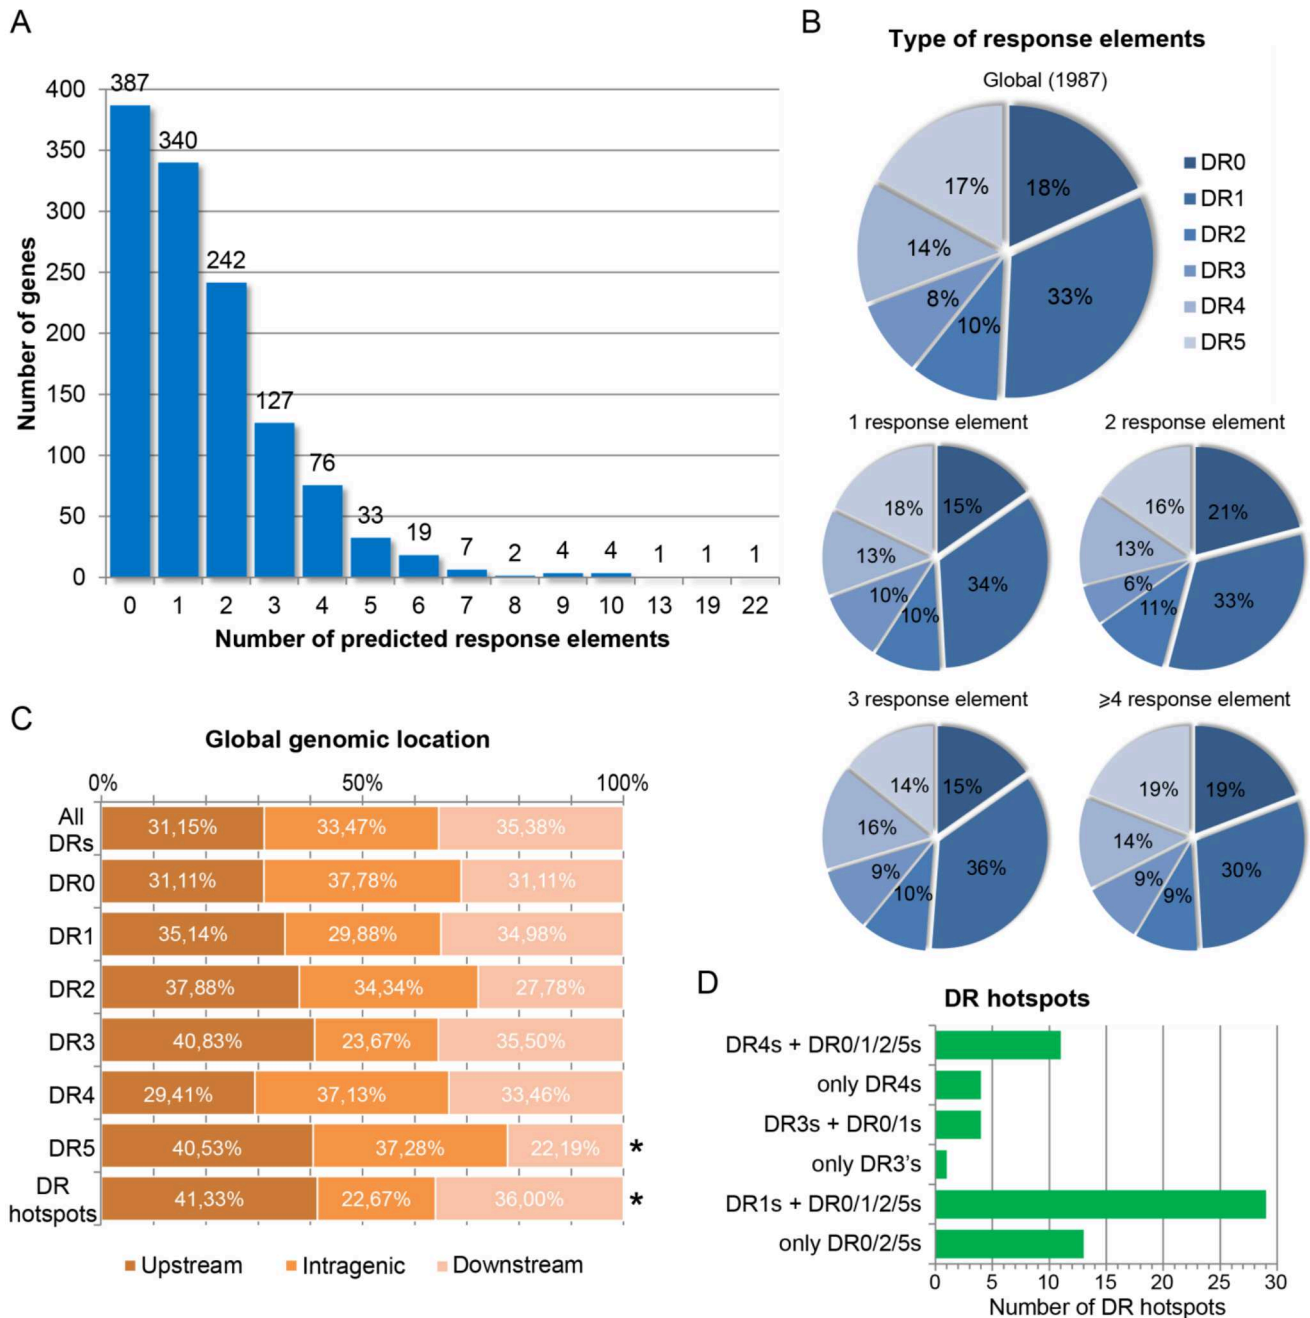 A
400
350
300
250
200
150
100
50
0
Number of genes
387
340
242
127
76
33
19
7
2
4
4
1
1
1
0 1 2 3 4 5 6 7 8 9 10 13 19 22
Number of predicted response elements
B
Type of response elements
Global (1987)
18%
33%
10%
8%
14%
17%
DR0
DR1
DR2
DR3
DR4
DR5
1 response element
15%
34%
10%
10%
13%
18%
2 response element
21%
33%
11%
6%
13%
16%
3 response element
15%
36%
10%
9%
16%
14%
⩾4 response element
19%
30%
9%
9%
14%
19%
C
Global genomic location
0% 50% 100%
All
DRs
31,15% 33,47% 35,38%
DR0 31,11% 37,78% 31,11%
DR1 35,14% 29,88% 34,98%
DR2 37,88% 34,34% 27,78%
DR3 40,83% 23,67% 35,50%
DR4 29,41% 37,13% 33,46%
DR5 40,53% 37,28% 22,19% *
DR
hotspots
41,33% 22,67% 36,00% *
Upstream Intragenic Downstream
D
DR hotspots
DR4s + DR0/1/2/5s
only DR4s
DR3s + DR0/1s
only DR3's
DR1s + DR0/1/2/5s
only DR0/2/5s
0 5 10 15 20 25 30
Number of DR hotspots